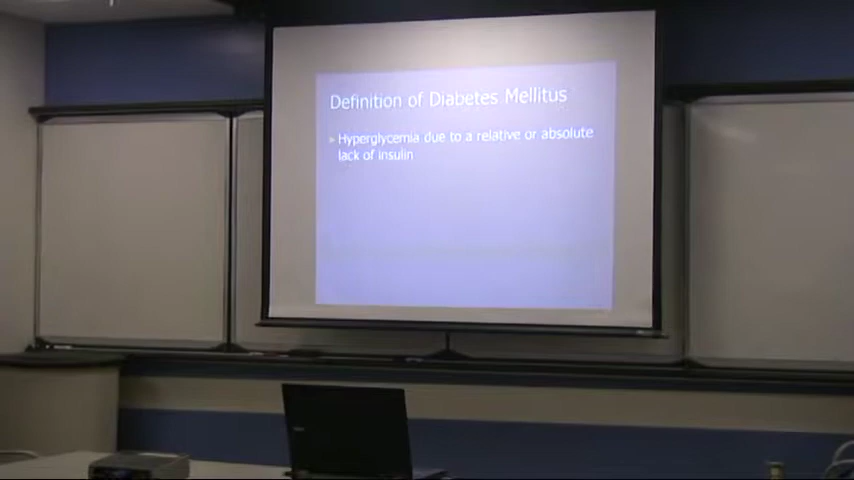 Definition of Diabetes Mellitus
Hyperglycemia due to a relative or absolute
lack of insulin